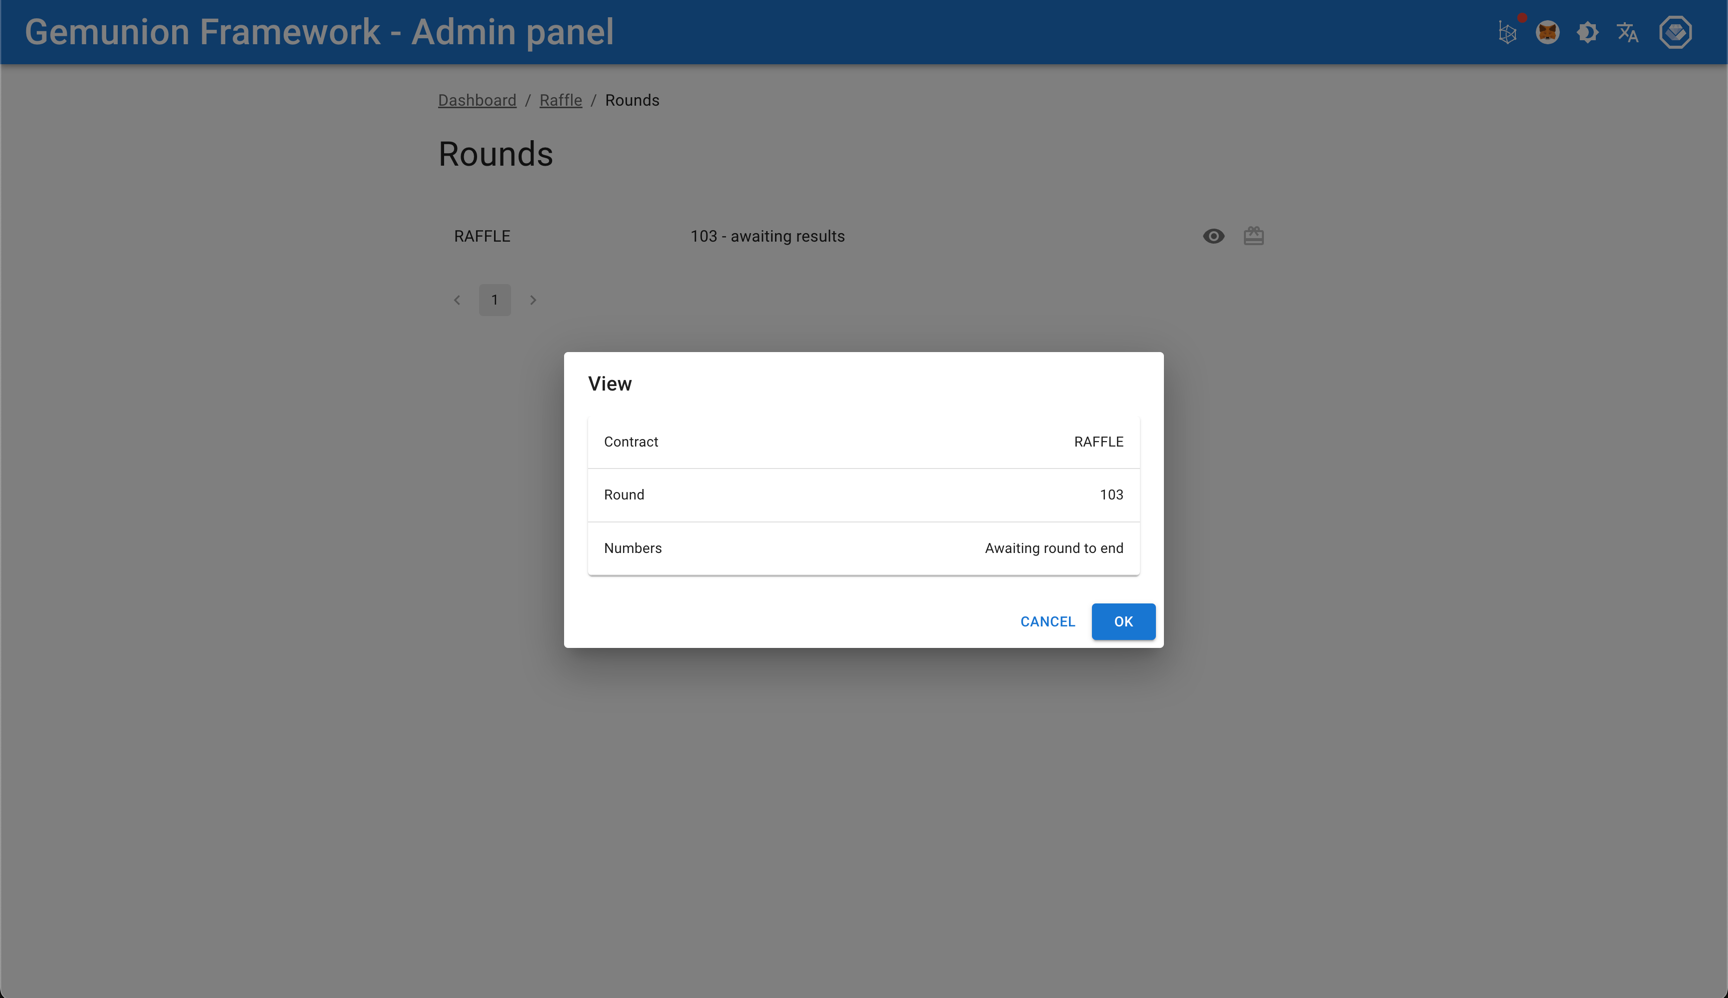 Gemunion Framework - Admin panel
Dashboard / Raffle / Rounds
Rounds
RAFFLE 103 - awaiting results
1
View
Contract RAFFLE
Round 103
Numbers Awaiting round to end
CANCEL OK